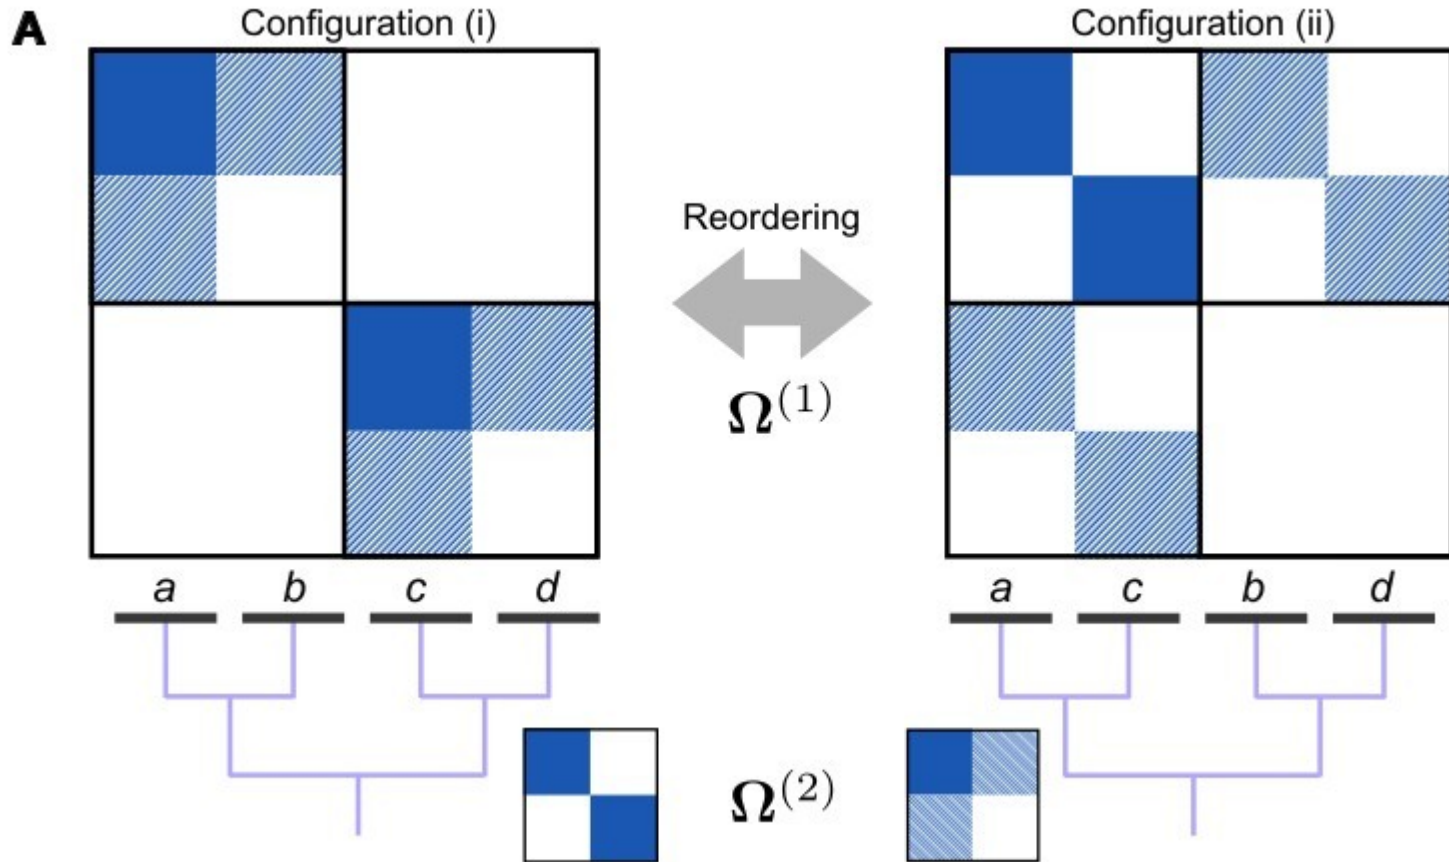 A
Configuration (i)
Configuration (ii)
Reordering
Ω(1)
a b c d
a c b d
Ω(2)